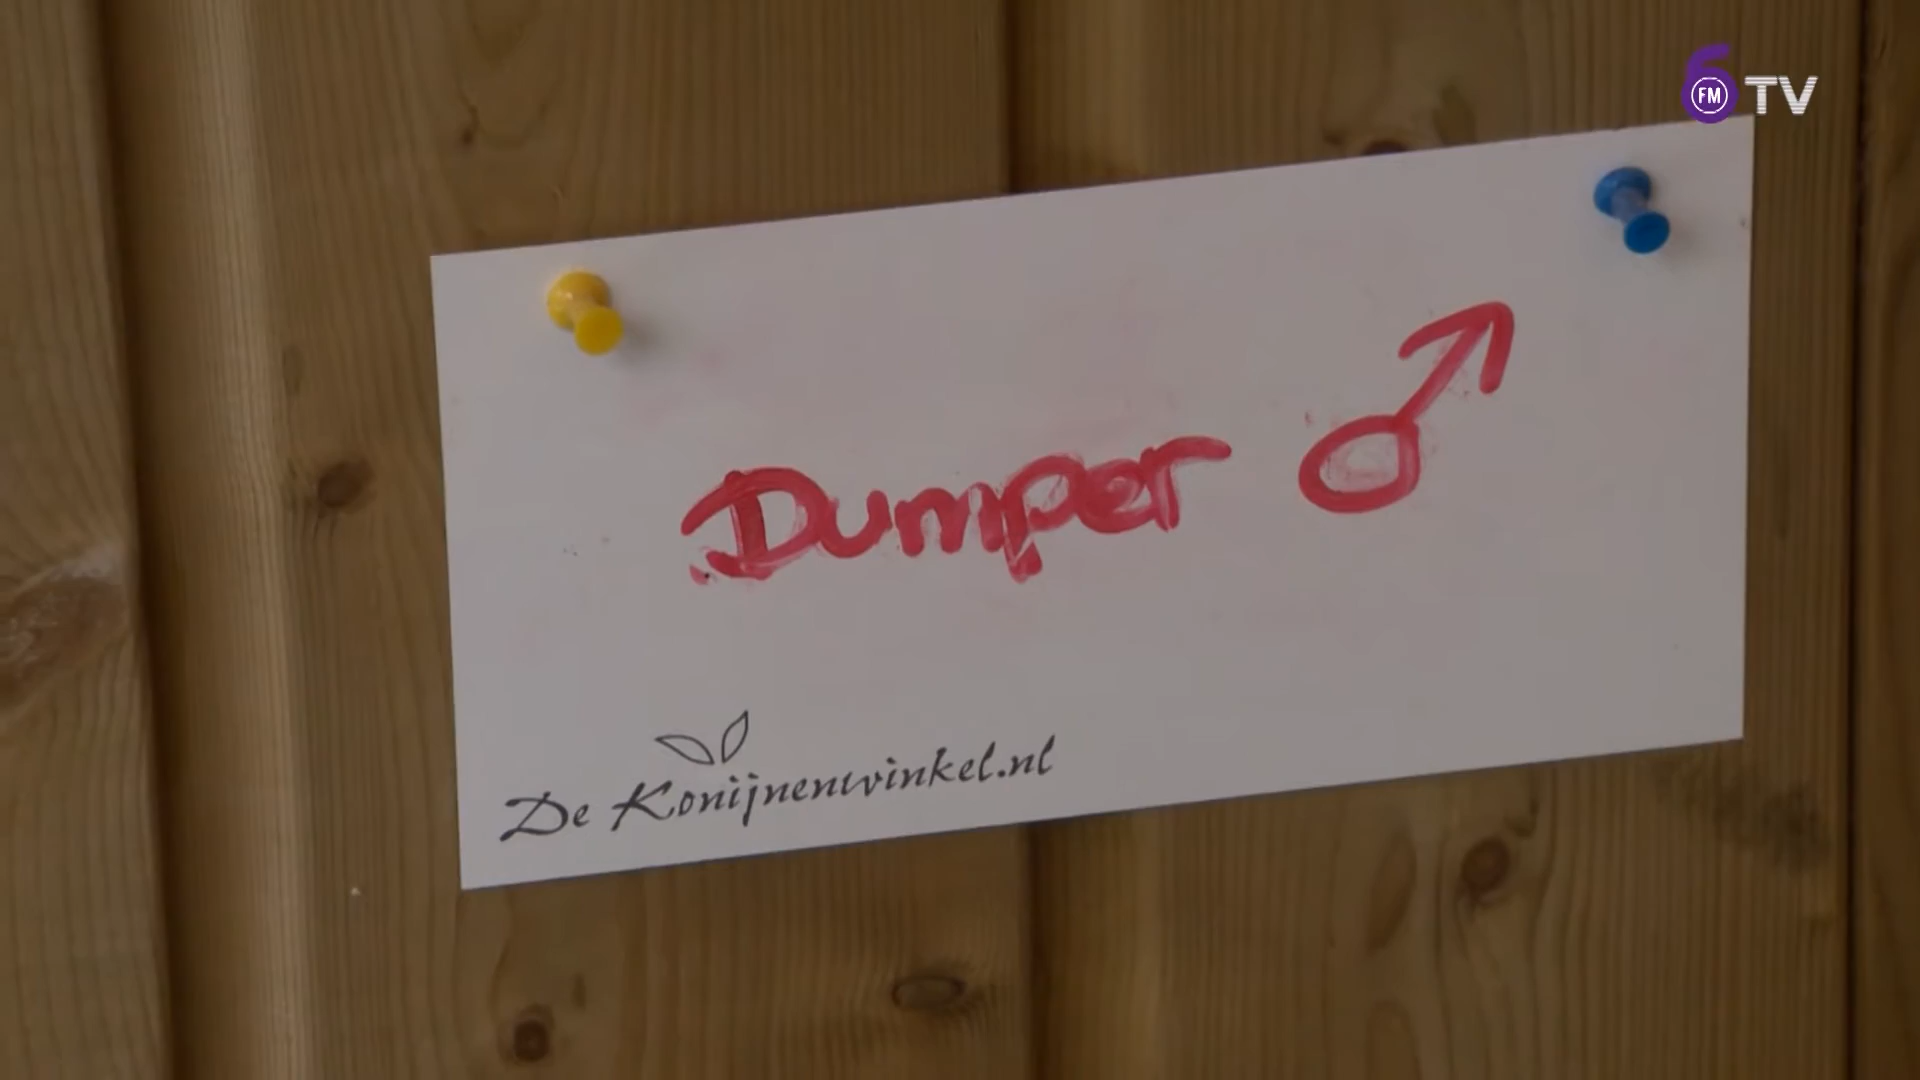 6 FM TV
Dumper ♂
De Konijnenwinkel.nl